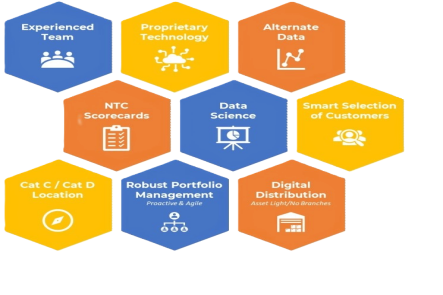 Experienced
Team
Proprietary
Technology
Alternate
Data
NTC
Scorecards
Data
Science
Smart Selection
of Customers
Cat C / Cat D
Location
Robust Portfolio
Management
Proactive & Agile
Digital
Distribution
Asset Light/No Branches